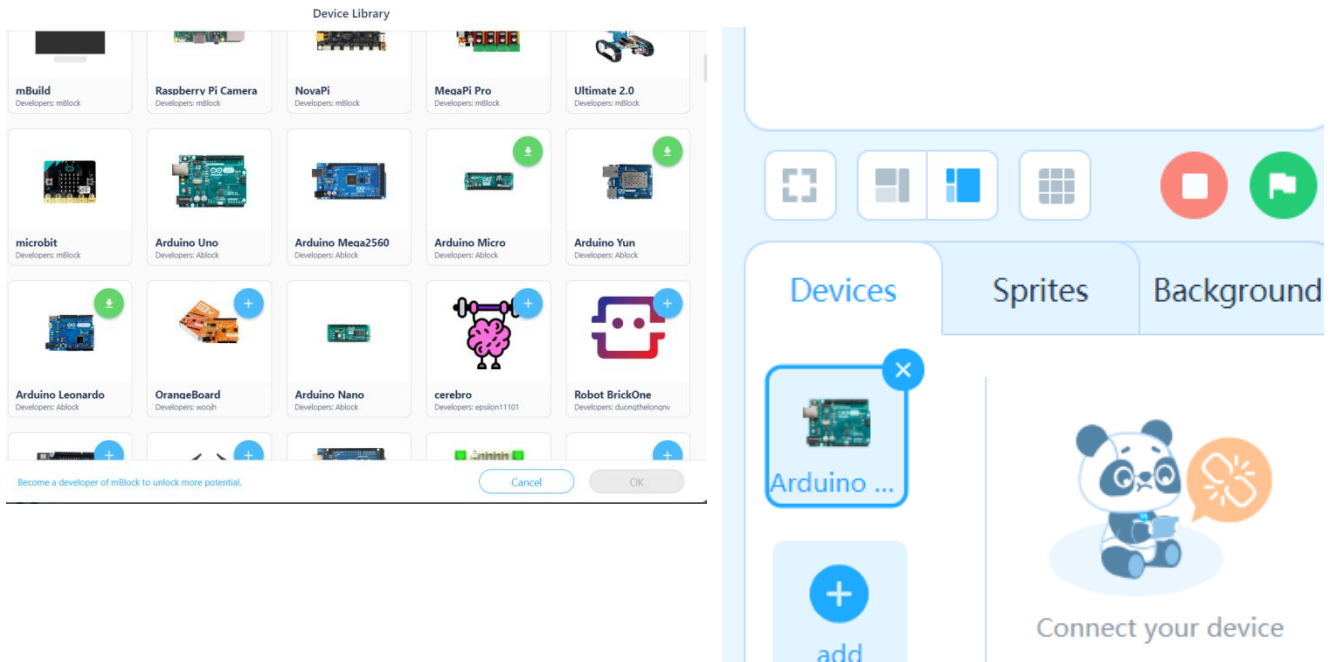 Device Library
mBuild
Developers: mBlock
Raspberry Pi Camera
Developers: mBlock
NovaPi
Developers: mBlock
MegaPi Pro
Developers: mBlock
Ultimate 2.0
Developers: mBlock
microbit
Developers: mBlock
Arduino Uno
Developers: Ablock
Arduino Mega2560
Developers: Ablock
Arduino Micro
Developers: Ablock
Arduino Yun
Developers: Ablock
Arduino Leonardo
Developers: Ablock
OrangeBoard
Developers: woojh
Arduino Nano
Developers: Ablock
cerebro
Developers: epsilon11101
Robot BrickOne
Developers: duongthelongnv
Become a developer of mBlock to unlock more potential.
Cancel
OK
Devices
Sprites
Background
Arduino ...
add
Connect your device